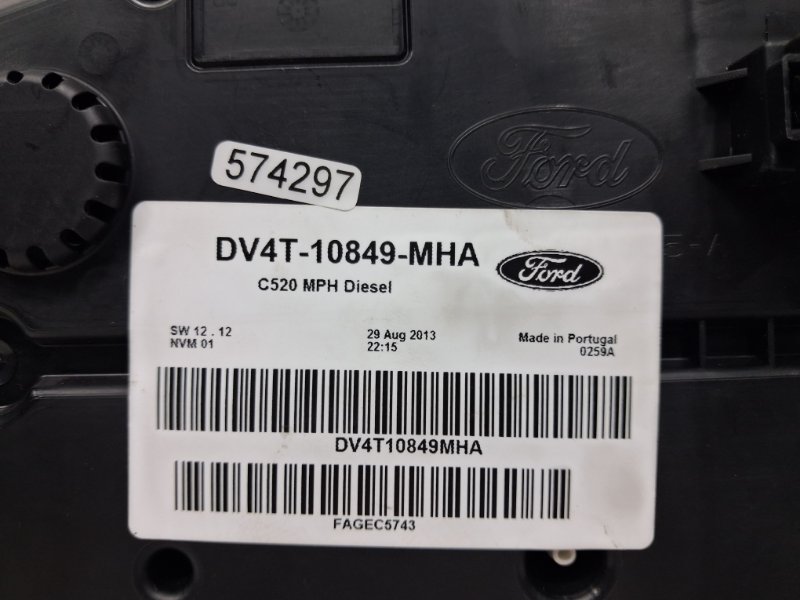 Ford
574297
DV4T-10849-MHA
Ford
C520 MPH Diesel
SW 12 . 12
NVM 01
29 Aug 2013
22:15
Made in Portugal
0259A
DV4T10849MHA
FAGEC5743